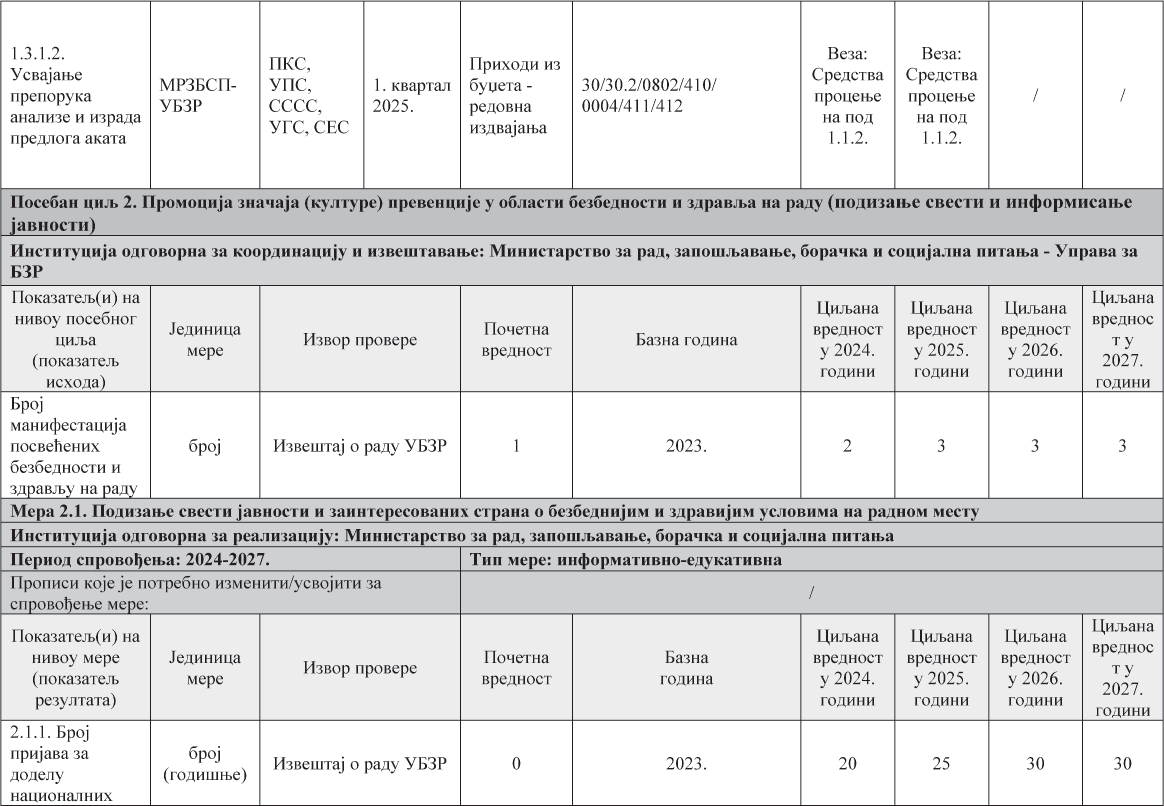 1.3.1.2.
Усвајање
препорука
анализе и израда
предлога аката
МРЗБСП-
УБЗР
ПКС,
УПС,
СССС,
УГС, СЕС
1. квартал
2025.
Приходи из
буџета -
редовна
издвајања
30/30.2/0802/410/
0004/411/412
Веза:
Средства
процење
на под
1.1.2.
Веза:
Средства
процење
на под
1.1.2.
/
/
Посебан циљ 2. Промоција значаја (културе) превенције у области безбедности и здравља на раду (подизање свести и информисање
јавности)
Институција одговорна за координацију и извештавање: Министарство за рад, запошљавање, борачка и социјална питања - Управа за
БЗР
Показатељ(и) на
нивоу посебног
циља
(показатељ
исхода)
Јединица
мере
Извор провере
Почетна
вредност
Базна година
Циљана
вредност
у 2024.
години
Циљана
вредност
у 2025.
години
Циљана
вредност
у 2026.
години
Циљана
вреднос
т у
2027.
години
Број
манифестација
посвећених
безбедности и
здрављу на раду
број
Извештај о раду УБЗР
1
2023.
2
3
3
3
Мера 2.1. Подизање свести јавности и заинтересованих страна о безбеднијим и здравијим условима на радном месту
Институција одговорна за реализацију: Министарство за рад, запошљавање, борачка и социјална питања
Период спровођења: 2024-2027.
Тип мере: информативно-едукативна
Прописи које је потребно изменити/усвојити за
спровођење мере:
/
Показатељ(и) на
нивоу мере
(показатељ
резултата)
Јединица
мере
Извор провере
Почетна
вредност
Базна
година
Циљана
вредност
у 2024.
години
Циљана
вредност
у 2025.
години
Циљана
вредност
у 2026.
години
Циљана
вреднос
т у
2027.
години
2.1.1. Број
пријава за
доделу
националних
број
(годишње)
Извештај о раду УБЗР
0
2023.
20
25
30
30